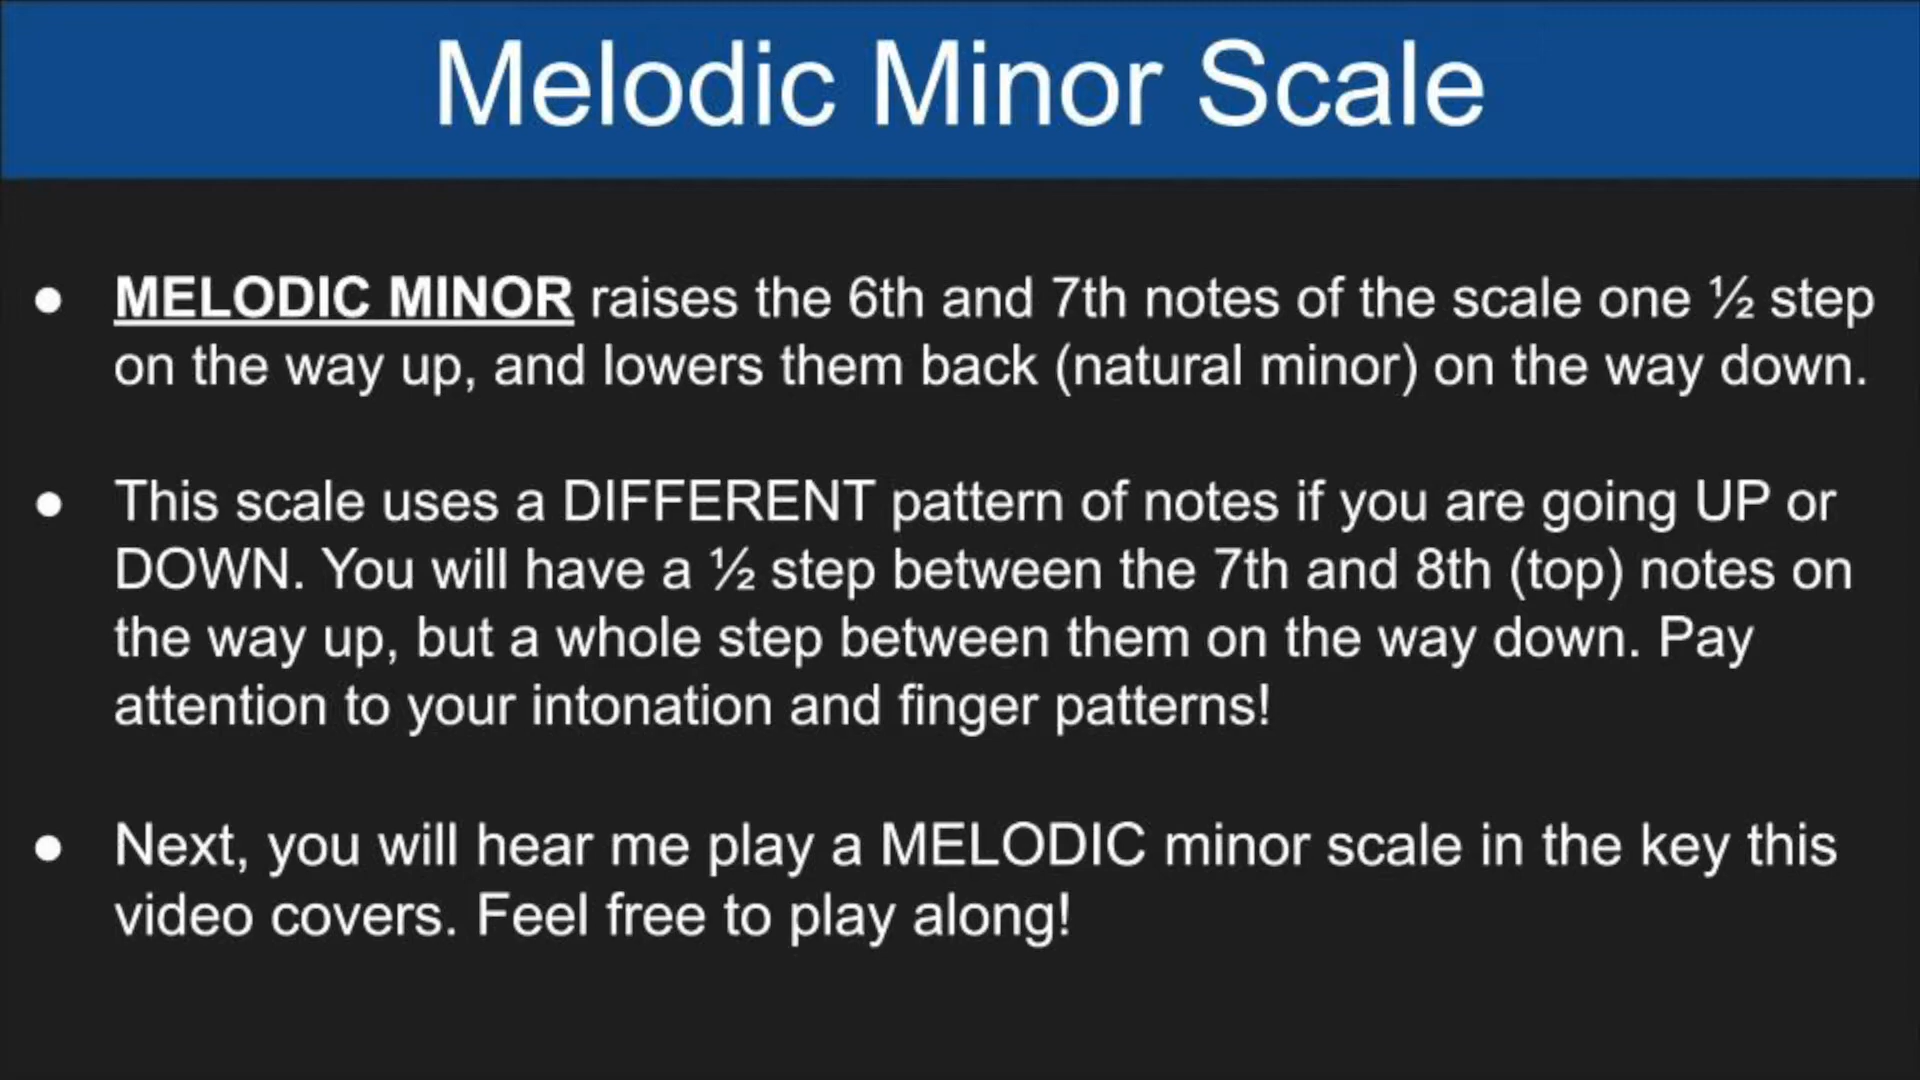 Melodic Minor Scale
● MELODIC MINOR raises the 6th and 7th notes of the scale one ½ step
on the way up, and lowers them back (natural minor) on the way down.
● This scale uses a DIFFERENT pattern of notes if you are going UP or
DOWN. You will have a ½ step between the 7th and 8th (top) notes on
the way up, but a whole step between them on the way down. Pay
attention to your intonation and finger patterns!
● Next, you will hear me play a MELODIC minor scale in the key this
video covers. Feel free to play along!